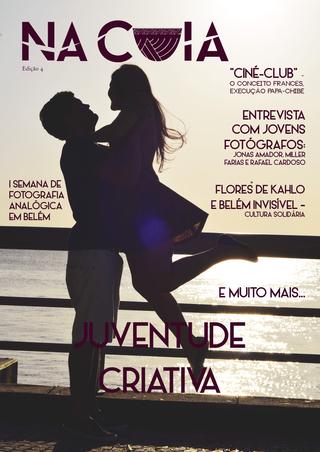 NA CUIA
Edição 4
"CINÉ-CLUB" -
O CONCEITO FRANCES,
EXECUÇÃO PAPA-CHIBÉ
ENTREVISTA
COM JOVENS
FOTÓGRAFOS:
JONAS AMADOR, MILLER
FARIAS E RAFAEL CARDOSO
I SEMANA DE
FOTOGRAFIA
ANALÓGICA
EM BELÉM
FLORES DE KAHLO
E BELÉM INVISÍVEL -
CULTURA SOLIDÁRIA
E MUITO MAIS...
JUVENTUDE
CRIATIVA